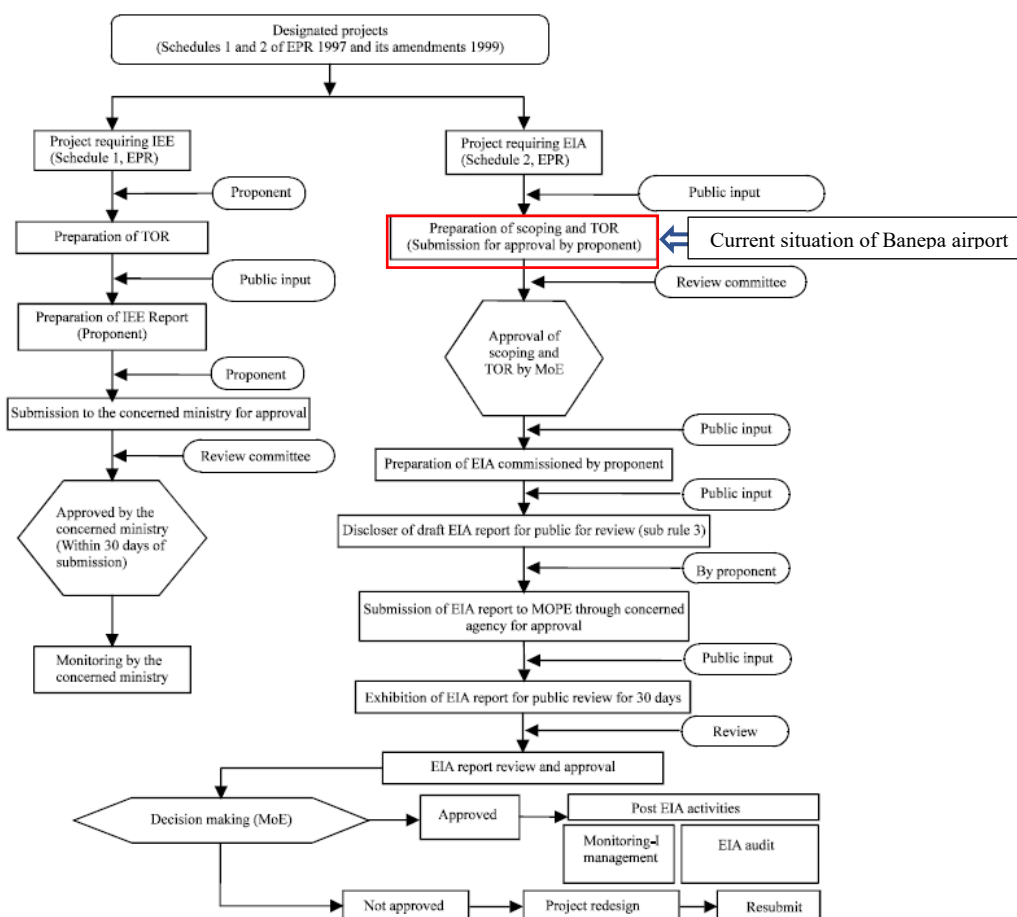 Designated projects
(Schedules 1 and 2 of EPR 1997 and its amendments 1999)
Project requiring IEE
(Schedule 1, EPR)
Proponent
Preparation of TOR
Public input
Preparation of IEE Report
(Proponent)
Proponent
Submission to the concerned ministry for approval
Review committee
Approved by the
concerned ministry
(Within 30 days of
submission)
Monitoring by the
concerned ministry
Project requiring EIA
(Schedule 2, EPR)
Public input
Preparation of scoping and TOR
(Submission for approval by proponent)
Current situation of Banepa airport
Review committee
Approval of
scoping and
TOR by MoE
Public input
Preparation of EIA commissioned by proponent
Public input
Discloser of draft EIA report for public for review (sub rule 3)
By proponent
Submission of EIA report to MOPE through concerned
agency for approval
Public input
Exhibition of EIA report for public review for 30 days
Review
EIA report review and approval
Decision making (MoE)
Approved
Post EIA activities
Monitoring-I
management
EIA audit
Not approved
Project redesign
Resubmit